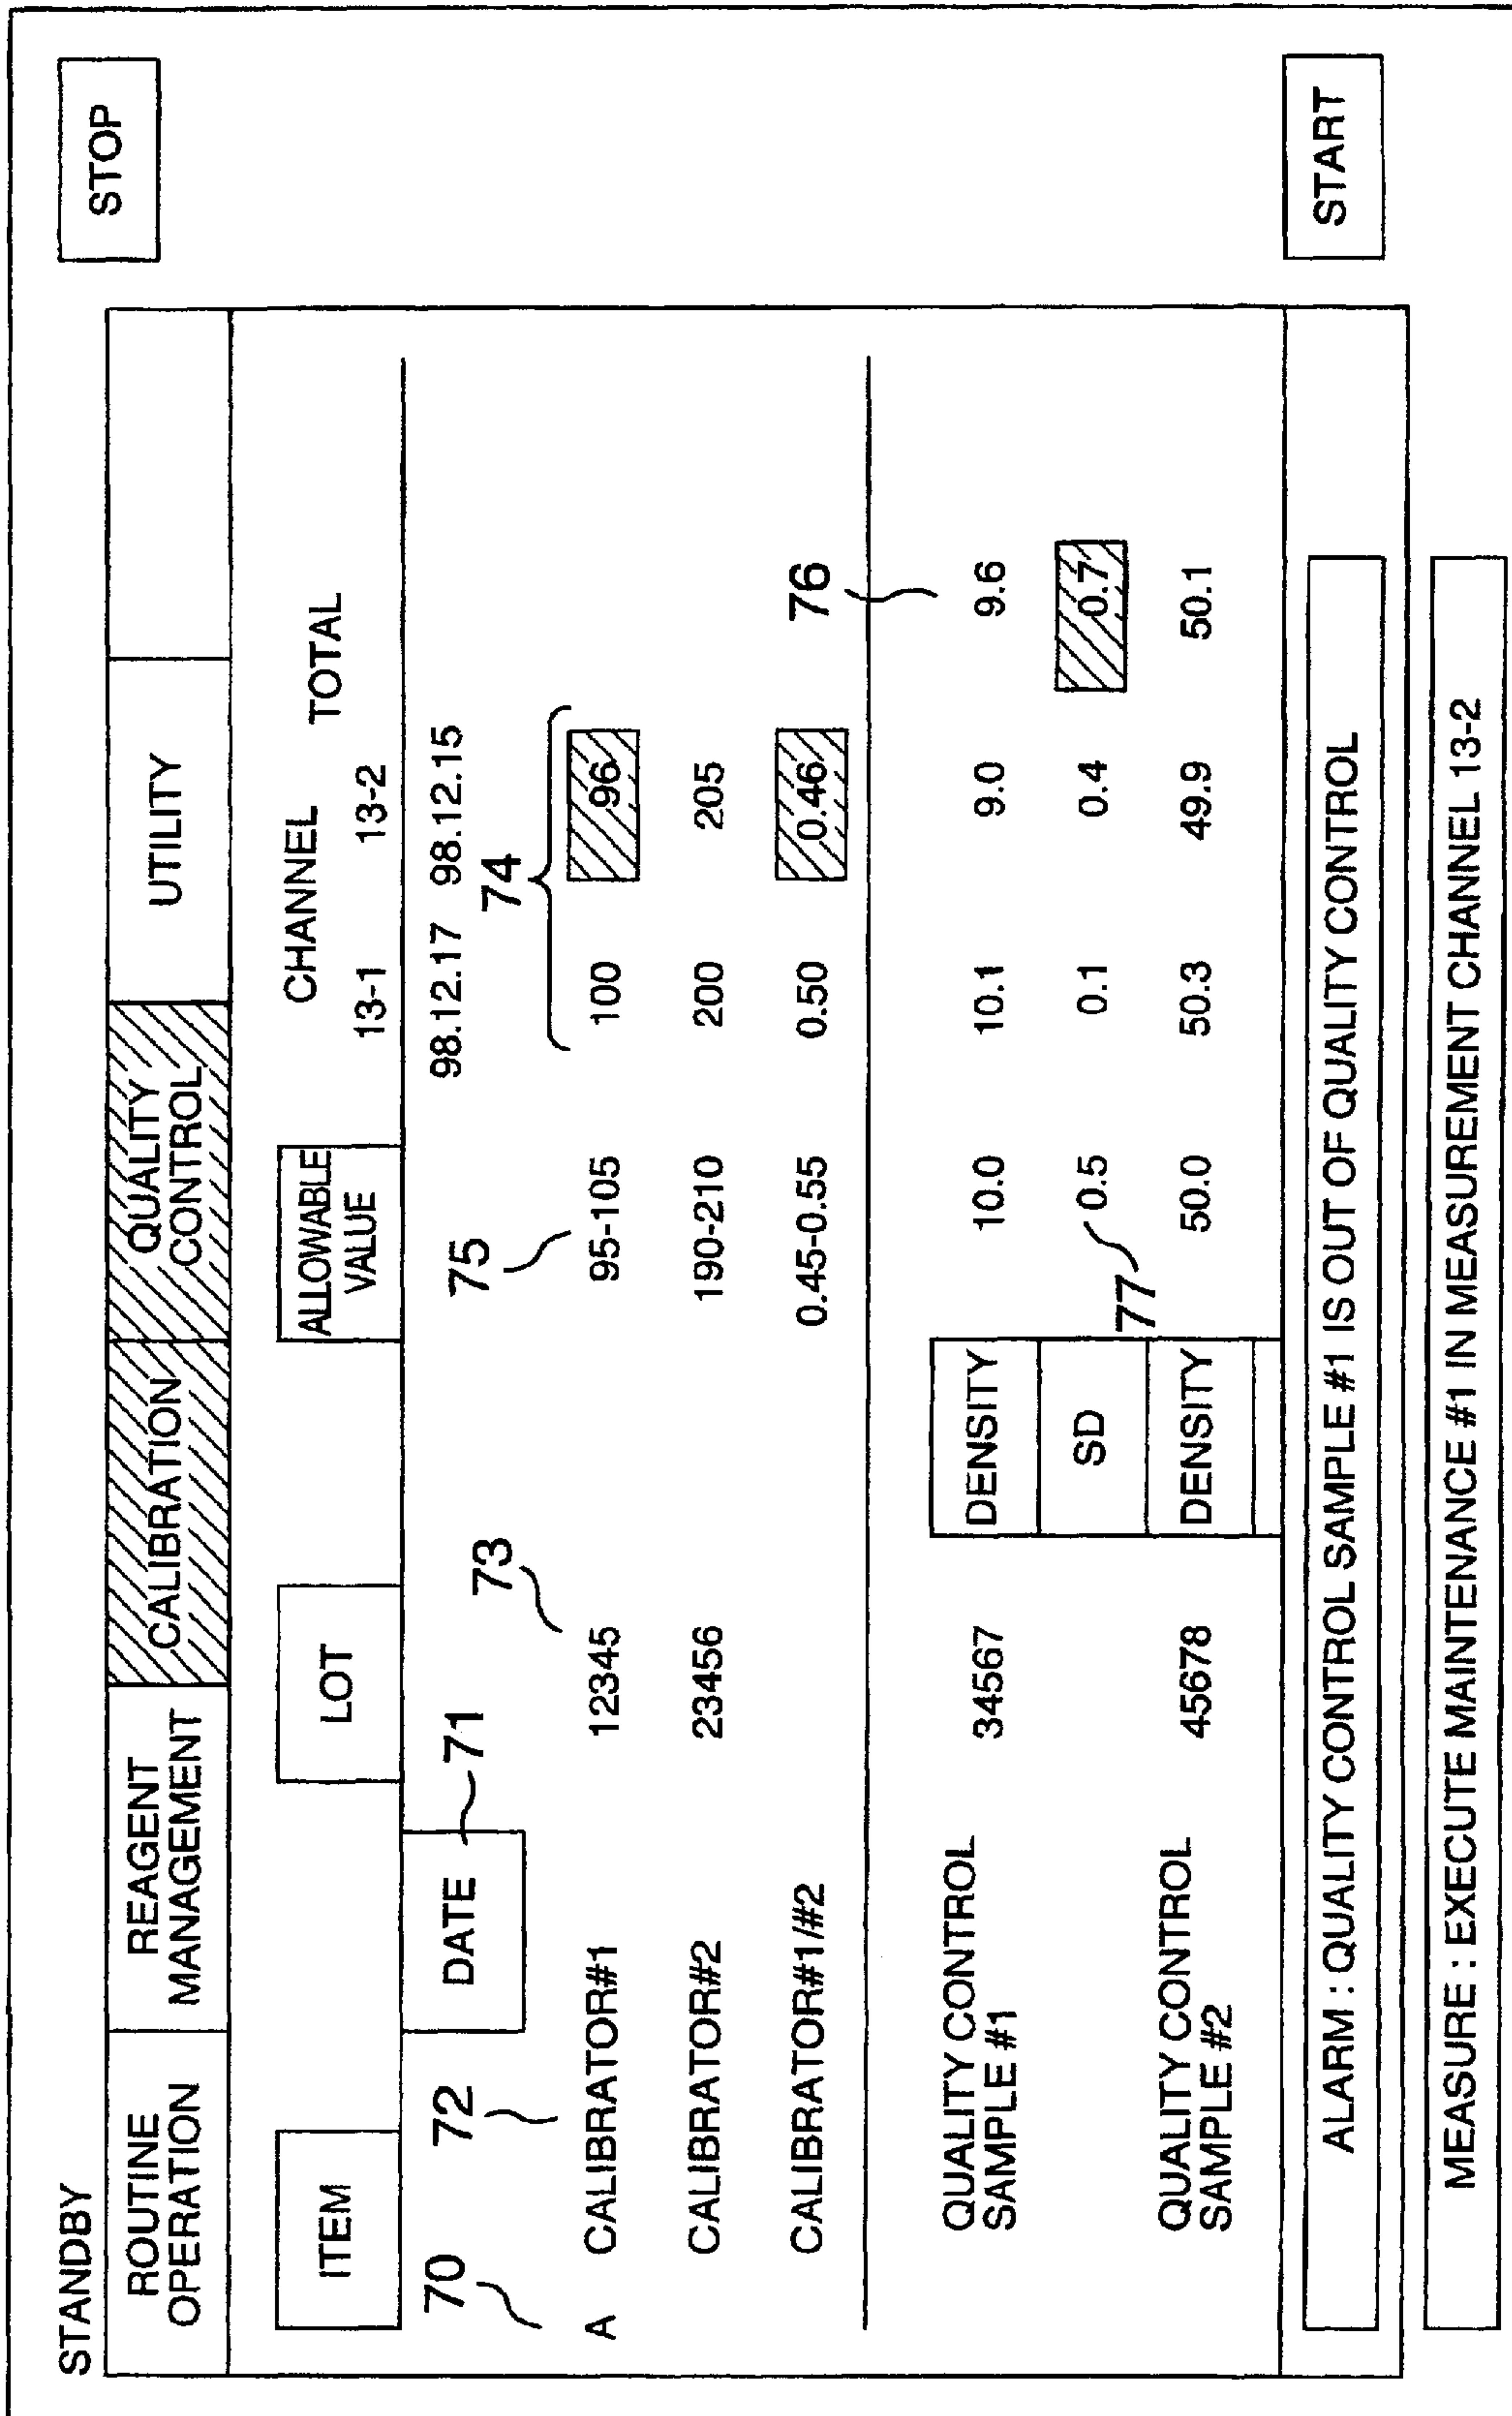 STANDBY
STOP
ROUTINE OPERATION
REAGENT MANAGEMENT
CALIBRATION
QUALITY CONTROL
UTILITY
ITEM
LOT
ALLOWABLE VALUE
CHANNEL TOTAL
13-1 13-2
DATE
71
98.12.17 98.12.15
70
72
73
75
74
A CALIBRATOR#1 12345 95-105 100 96
CALIBRATOR#2 23456 190-210 200 205
CALIBRATOR#1/#2 0.45-0.55 0.50 0.46
76
QUALITY CONTROL
SAMPLE #1
34567 DENSITY 10.0 10.1 9.0 9.6
SD 0.5 0.1 0.4 0.7
77
QUALITY CONTROL
SAMPLE #2
45678 DENSITY 50.0 50.3 49.9 50.1
START
ALARM : QUALITY CONTROL SAMPLE #1 IS OUT OF QUALITY CONTROL
MEASURE : EXECUTE MAINTENANCE #1 IN MEASUREMENT CHANNEL 13-2